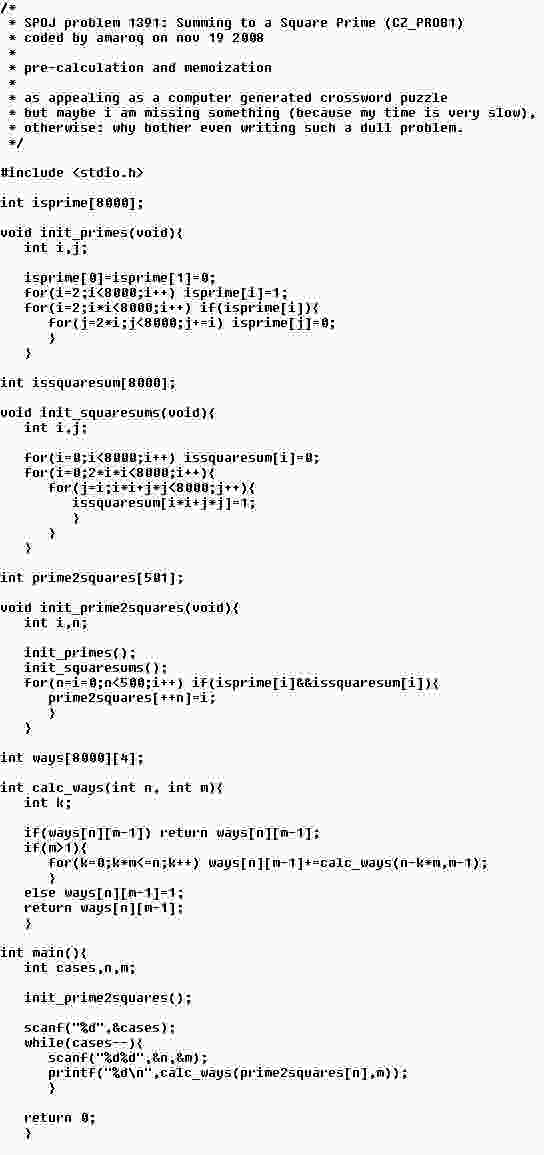 /*
 * SPOJ problem 1391: Summing to a Square Prime (CZ_PROB1)
 * coded by amaroq on nov 19 2008
 *
 * pre-calculation and memoization
 *
 * as appealing as a computer generated crossword puzzle
 * but maybe i am missing something (because my time is very slow),
 * otherwise: why bother even writing such a dull problem.
 */

#include <stdio.h>

int isprime[8000];

void init_primes(void){
   int i,j;

   isprime[0]=isprime[1]=0;
   for(i=2;i<8000;i++) isprime[i]=1;
   for(i=2;i*i<8000;i++) if(isprime[i]){
      for(j=2*i;j<8000;j+=i) isprime[j]=0;
      }
   }

int issquaresum[8000];

void init_squaresums(void){
   int i,j;

   for(i=0;i<8000;i++) issquaresum[i]=0;
   for(i=0;2*i*i<8000;i++){
      for(j=i;i*i+j*j<8000;j++){
         issquaresum[i*i+j*j]=1;
         }
      }
   }

int prime2squares[501];

void init_prime2squares(void){
   int i,n;

   init_primes();
   init_squaresums();
   for(n=i=0;n<500;i++) if(isprime[i]&&issquaresum[i]){
      prime2squares[++n]=i;
      }
   }

int ways[8000][4];

int calc_ways(int n, int m){
   int k;

   if(ways[n][m-1]) return ways[n][m-1];
   if(m>1){
      for(k=0;k*m<=n;k++) ways[n][m-1]+=calc_ways(n-k*m,m-1);
      }
   else ways[n][m-1]=1;
   return ways[n][m-1];
   }

int main(){
   int cases,n,m;

   init_prime2squares();

   scanf("%d",&cases);
   while(cases--){
      scanf("%d%d",&n,&m);
      printf("%d\n",calc_ways(prime2squares[n],m));
      }

   return 0;
   }